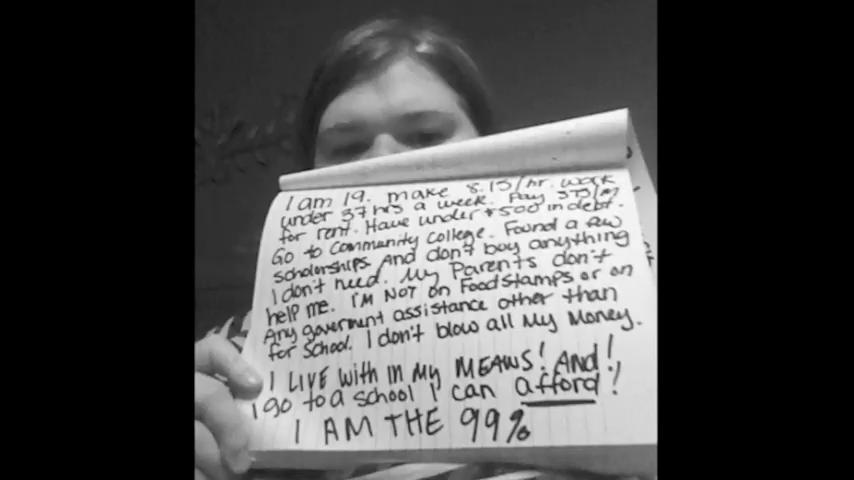 I am 19. make 8.15/hr. work
under 37 hrs a week. Pay 375/M
for rent. Have under $500 in debt.
Go to Community College. Found a few
scholorships. And don't buy anything
I don't need. My Parents don't
help me. I'M NOT on Food stamps or on
Any goverment assistance other than
for School. I don't blow all My Money.
I LIVE with in My MEANS! And!
I go to a school I can afford!
I AM THE 99%